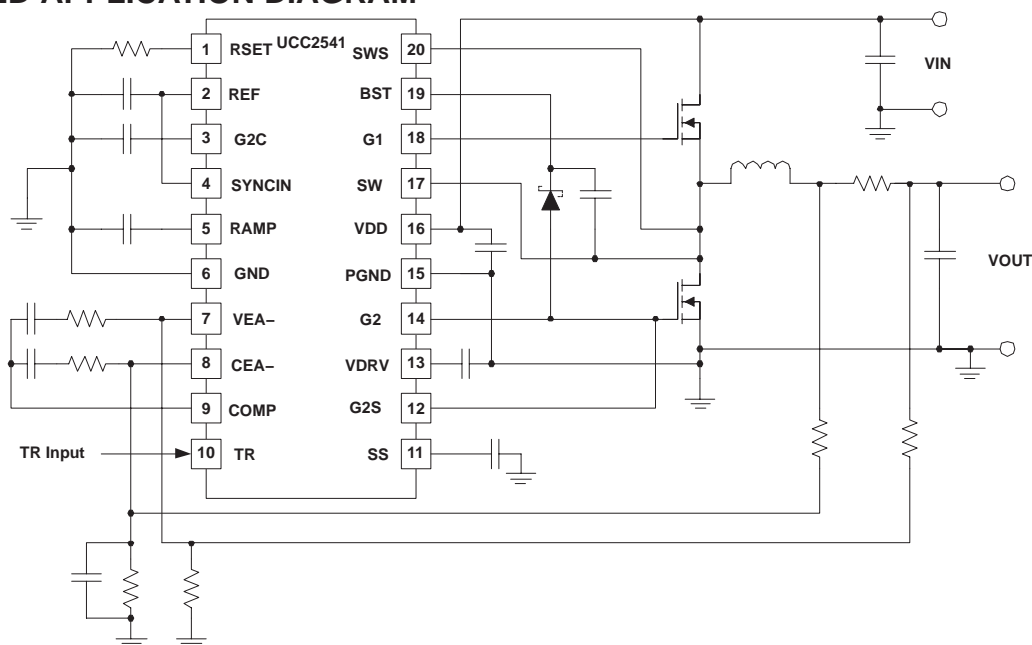 1 RSET UCC2541 SWS 20
2 REF BST 19
3 G2C G1 18
4 SYNCIN SW 17
5 RAMP VDD 16
6 GND PGND 15
7 VEA− G2 14
8 CEA− VDRV 13
9 COMP G2S 12
TR Input 10 TR SS 11
VIN
VOUT